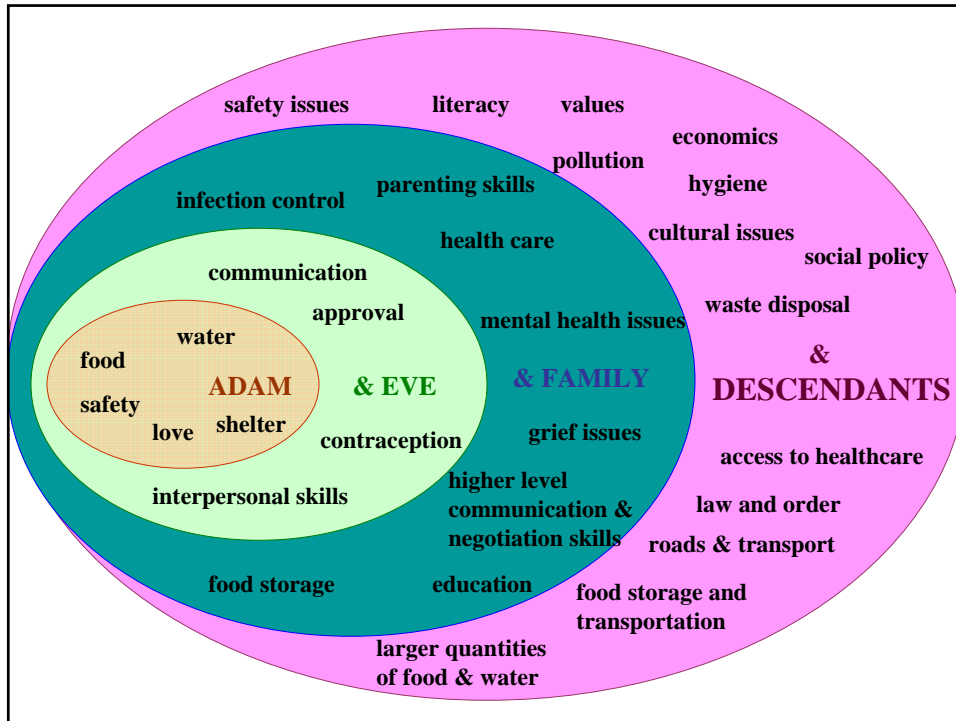 safety issues
literacy
values
economics
pollution
hygiene
parenting skills
infection control
cultural issues
health care
social policy
communication
approval
waste disposal
mental health issues
water
food
ADAM
& EVE
& FAMILY
&
DESCENDANTS
safety
love
shelter
contraception
grief issues
access to healthcare
interpersonal skills
higher level
communication &
negotiation skills
law and order
roads & transport
food storage
education
food storage and
transportation
larger quantities
of food & water